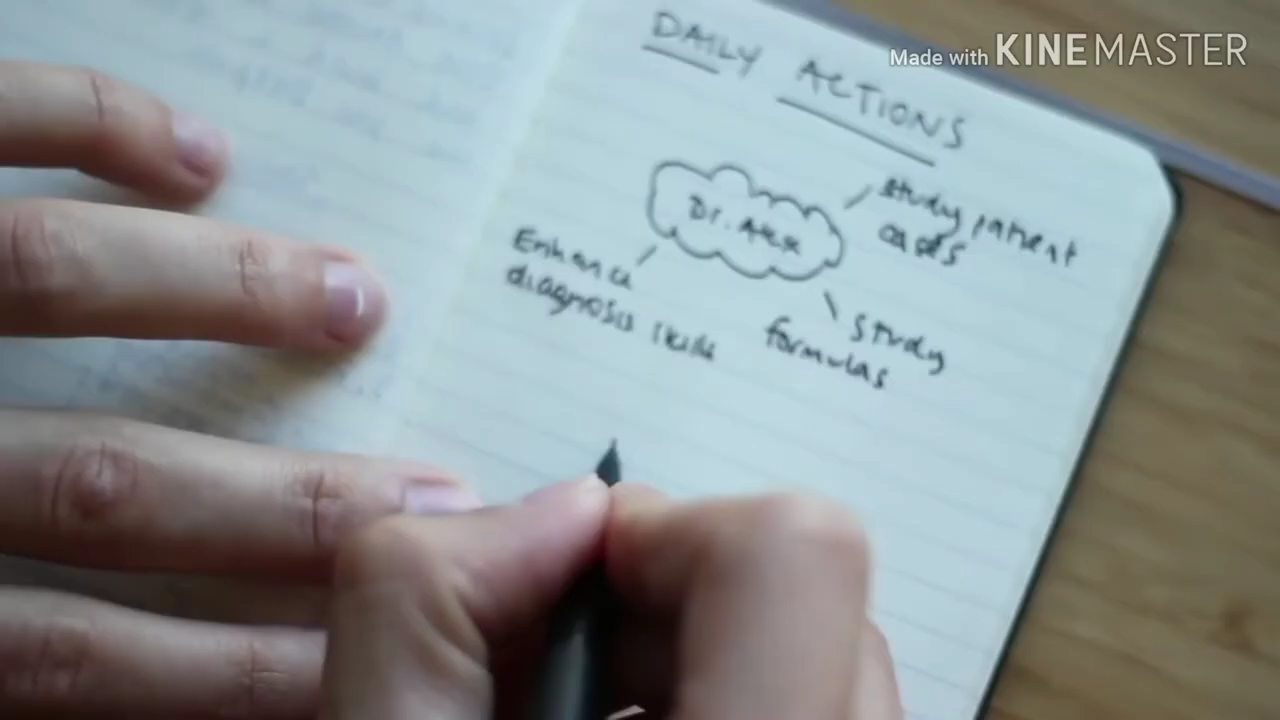 Made with KINEMASTER
DAILY ACTIONS
Dr. Alex
Study patient
cases
Enhance
diagnosis skills
Study
formulas